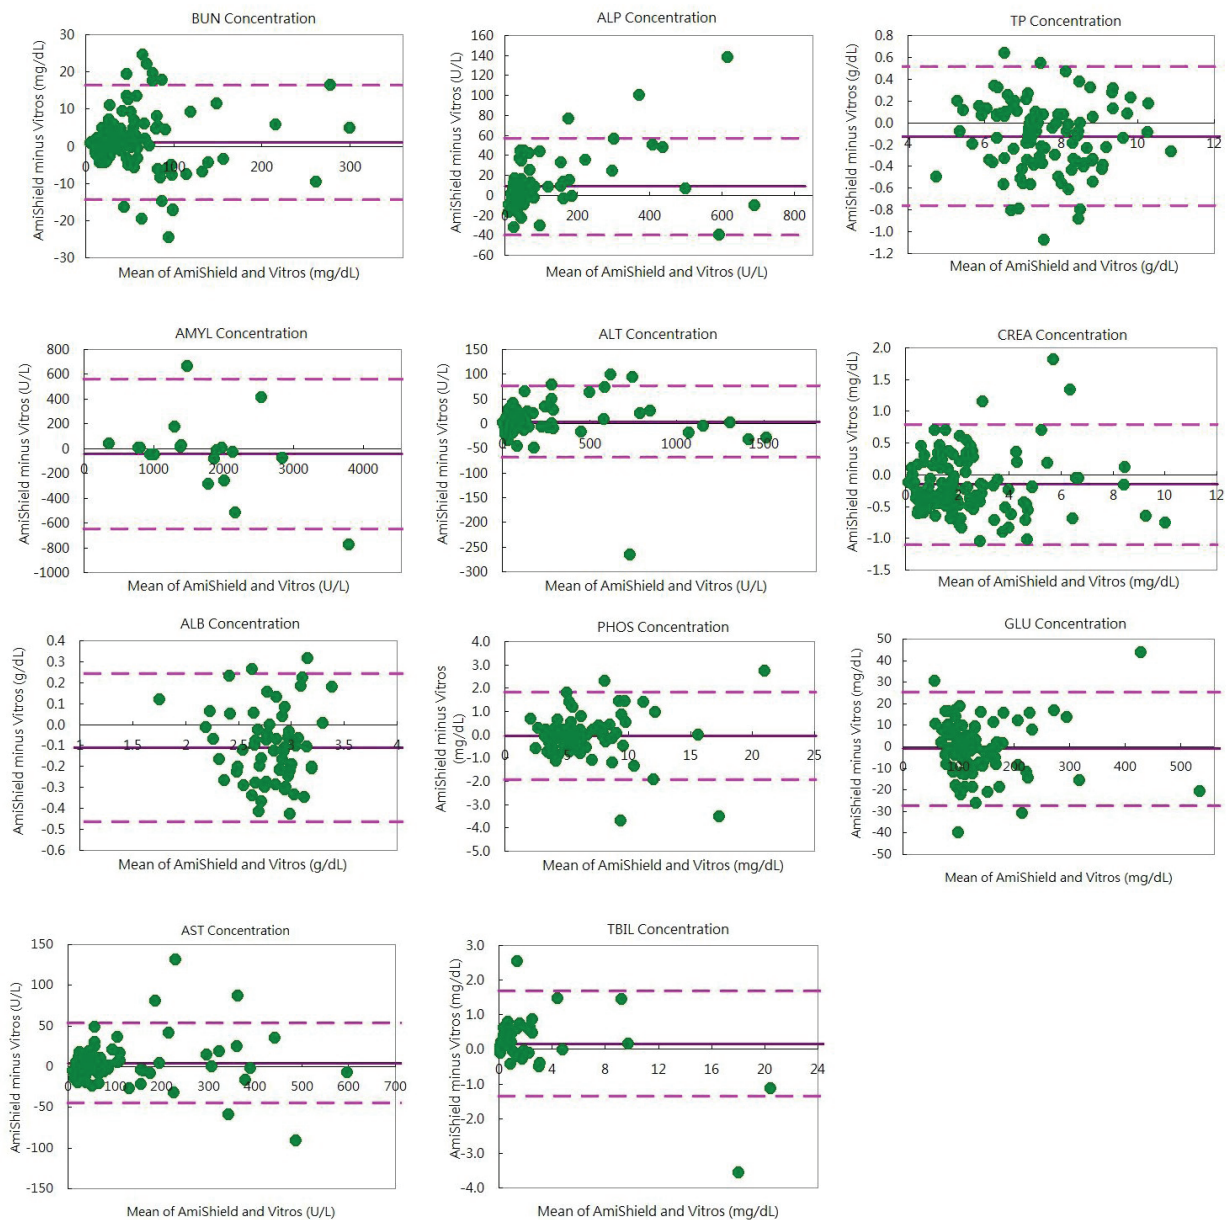 BUN Concentration
AmiShield minus Vitros (mg/dL)
30
20
10
0
-10
-20
-30
0 100 200 300
Mean of AmiShield and Vitros (mg/dL)
ALP Concentration
AmiShield minus Vitros (U/L)
160
140
120
100
80
60
40
20
0
-20
-40
-60
0 200 400 600 800
Mean of AmiShield and Vitros (U/L)
TP Concentration
AmiShield minus Vitros (g/dL)
0.8
0.6
0.4
0.2
0.0
-0.2
-0.4
-0.6
-0.8
-1.0
-1.2
4 6 8 10 12
Mean of AmiShield and Vitros (g/dL)
AMYL Concentration
AmiShield minus Vitros (U/L)
800
600
400
200
0
-200
-400
-600
-800
-1000
0 1000 2000 3000 4000
Mean of AmiShield and Vitros (U/L)
ALT Concentration
AmiShield minus Vitros (U/L)
150
100
50
0
-50
-100
-150
-200
-250
-300
0 500 1000 1500
Mean of AmiShield and Vitros (U/L)
CREA Concentration
AmiShield minus Vitros (mg/dL)
2.0
1.5
1.0
0.5
0.0
-0.5
-1.0
-1.5
0 2 4 6 8 10 12
Mean of AmiShield and Vitros (mg/dL)
ALB Concentration
AmiShield minus Vitros (g/dL)
0.4
0.3
0.2
0.1
0.0
-0.1
-0.2
-0.3
-0.4
-0.5
-0.6
1 1.5 2 2.5 3 3.5 4
Mean of AmiShield and Vitros (g/dL)
PHOS Concentration
AmiShield minus Vitros
(mg/dL)
4.0
3.0
2.0
1.0
0.0
-1.0
-2.0
-3.0
-4.0
-5.0
0 5 10 15 20 25
Mean of AmiShield and Vitros (mg/dL)
GLU Concentration
AmiShield minus Vitros (mg/dL)
50
40
30
20
10
0
-10
-20
-30
-40
-50
0 100 200 300 400 500
Mean of AmiShield and Vitros (mg/dL)
AST Concentration
AmiShield minus Vitros (U/L)
150
100
50
0
-50
-100
-150
0 100 200 300 400 500 600 700
Mean of AmiShield and Vitros (U/L)
TBIL Concentration
AmiShield minus Vitros (mg/dL)
3.0
2.0
1.0
0.0
-1.0
-2.0
-3.0
-4.0
0 4 8 12 16 20 24
Mean of AmiShield and Vitros (mg/dL)